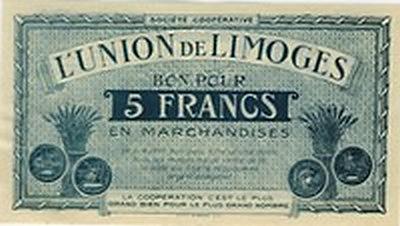 SOCIÉTÉ COOPÉRATIVE
L'UNION DE LIMOGES
BON POUR
5 FRANCS
EN MARCHANDISES
LA COOPÉRATION C'EST LE PLUS
GRAND BIEN POUR LE PLUS GRAND NOMBRE